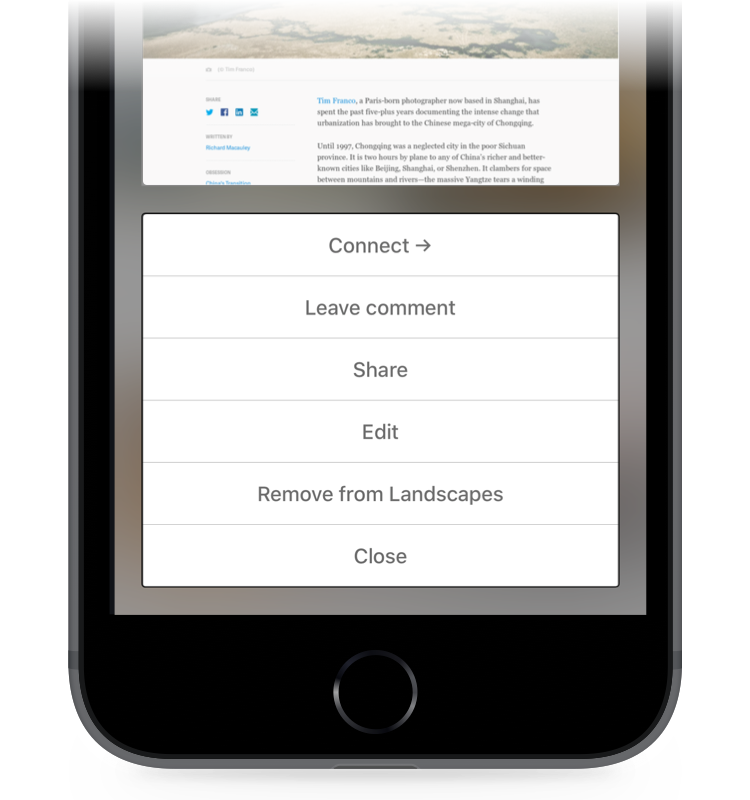 Tim Franco
SHARE
WRITTEN BY
Richard Macauley
OBSESSION
China's Transition
Tim Franco, a Paris-born photographer now based in Shanghai, has
spent the past five-plus years documenting the intense change that
urbanization has brought to the Chinese mega-city of Chongqing.
Until 1997, Chongqing was a neglected city in the poor Sichuan
province. It is two hours by plane to any of China's richer and better-
known cities like Beijing, Shanghai, or Shenzhen. It clambers for space
between mountains and rivers—the massive Yangtze tears a winding
Connect →
Leave comment
Share
Edit
Remove from Landscapes
Close